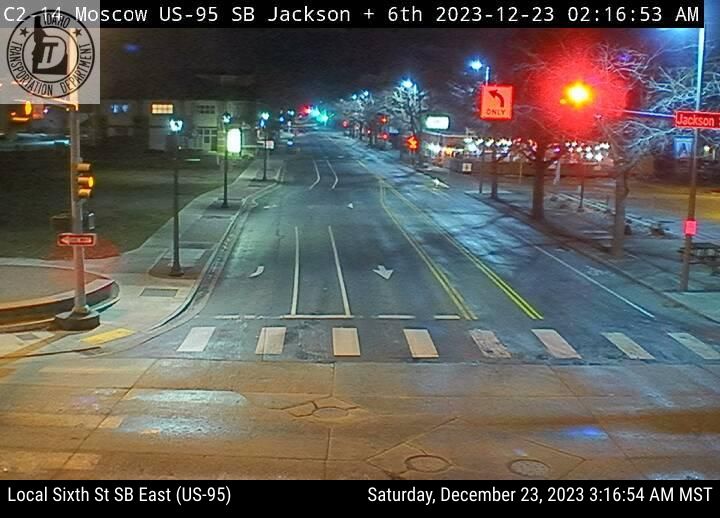 C2-14 Moscow US-95 SB Jackson + 6th 2023-12-23 02:16:53 AM
IDAHO
TRANSPORTATION DEPARTMENT
ONLY
Jackson
Local Sixth St SB East (US-95)
Saturday, December 23, 2023 3:16:54 AM MST